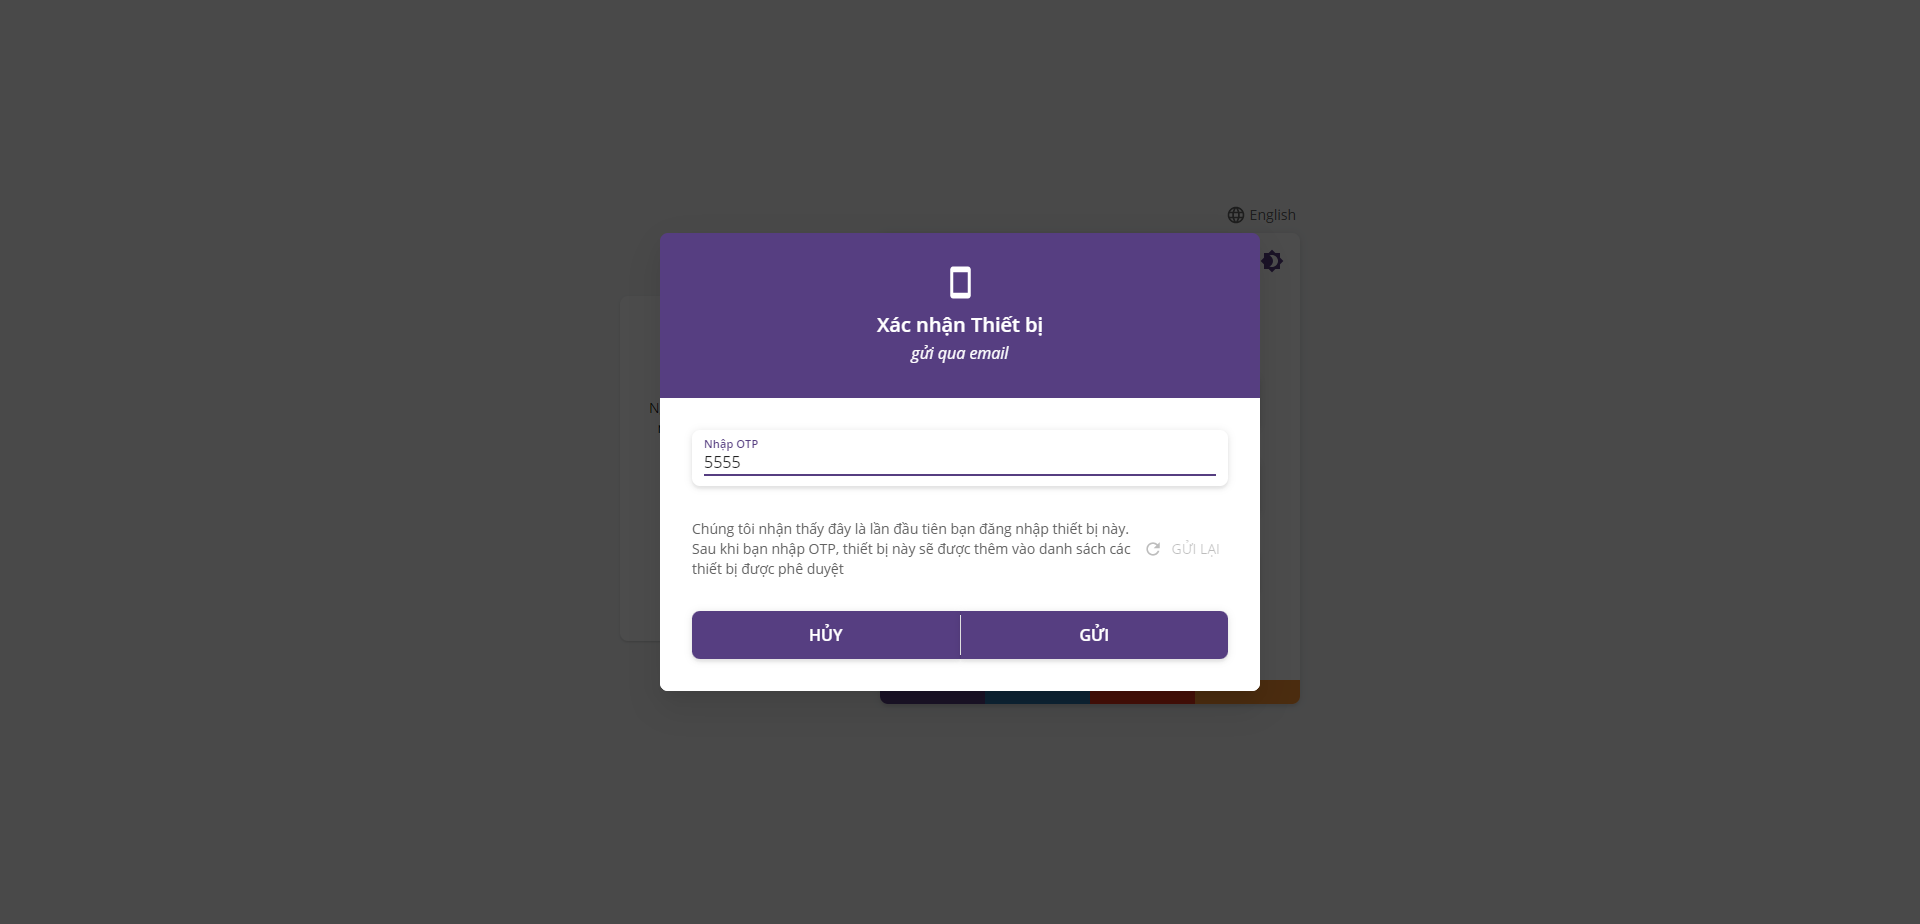 English
Xác nhận Thiết bị
gửi qua email
Nhập OTP
5555
Chúng tôi nhận thấy đây là lần đầu tiên bạn đăng nhập thiết bị này.
Sau khi bạn nhập OTP, thiết bị này sẽ được thêm vào danh sách các
thiết bị được phê duyệt
GỬI LẠI
HỦY
GỬI